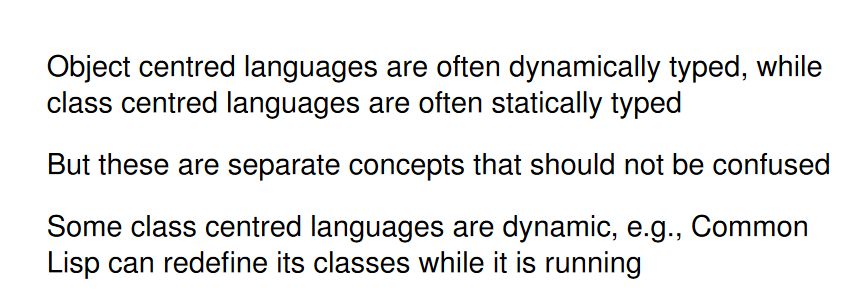 Object centred languages are often dynamically typed, while
class centred languages are often statically typed
But these are separate concepts that should not be confused
Some class centred languages are dynamic, e.g., Common
Lisp can redefine its classes while it is running